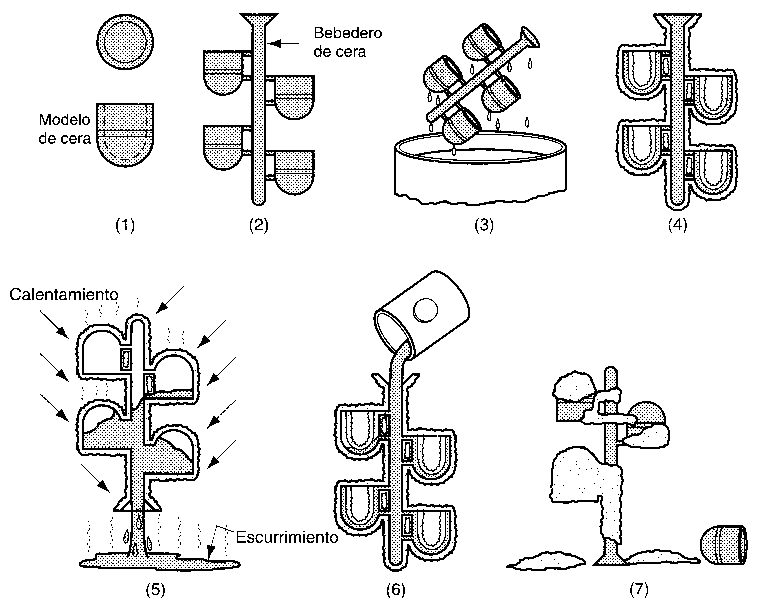 Bebedero
de cera
Modelo
de cera
(1)
(2)
(3)
(4)
Calentamiento
Escurrimiento
(5)
(6)
(7)